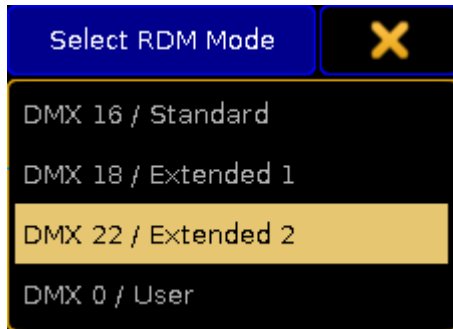 Select RDM Mode
DMX 16 / Standard
DMX 18 / Extended 1
DMX 22 / Extended 2
DMX 0 / User